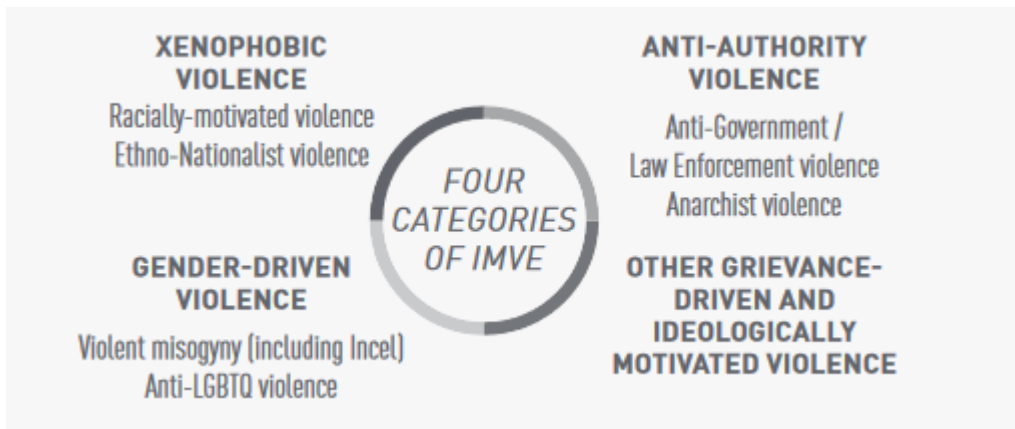 XENOPHOBIC
VIOLENCE
Racially-motivated violence
Ethno-Nationalist violence
ANTI-AUTHORITY
VIOLENCE
Anti-Government /
Law Enforcement violence
Anarchist violence
FOUR
CATEGORIES
OF IMVE
GENDER-DRIVEN
VIOLENCE
Violent misogyny (including Incel)
Anti-LGBTQ violence
OTHER GRIEVANCE-
DRIVEN AND
IDEOLOGICALLY
MOTIVATED VIOLENCE